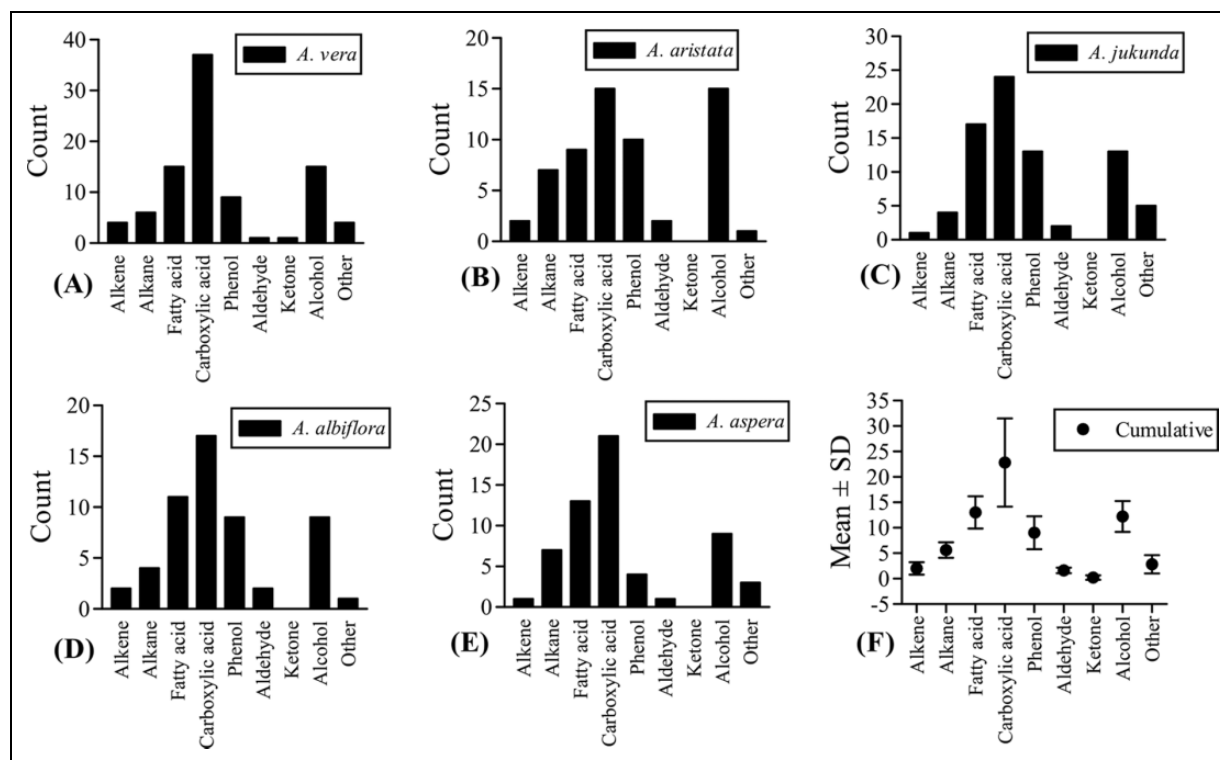 A. vera
40
30
20
10
0
Count
Alkene
Alkane
Fatty acid
Carboxylic acid
Phenol
Aldehyde
Ketone
Alcohol
Other
(A)
A. aristata
20
15
10
5
0
Count
Alkene
Alkane
Fatty acid
Carboxylic acid
Phenol
Aldehyde
Ketone
Alcohol
Other
(B)
A. jukunda
30
25
20
15
10
5
0
Count
Alkene
Alkane
Fatty acid
Carboxylic acid
Phenol
Aldehyde
Ketone
Alcohol
Other
(C)
A. albiflora
20
15
10
5
0
Count
Alkene
Alkane
Fatty acid
Carboxylic acid
Phenol
Aldehyde
Ketone
Alcohol
Other
(D)
A. aspera
25
20
15
10
5
0
Count
Alkene
Alkane
Fatty acid
Carboxylic acid
Phenol
Aldehyde
Ketone
Alcohol
Other
(E)
Cumulative
35
30
25
20
15
10
5
0
-5
Mean ± SD
Alkene
Alkane
Fatty acid
Carboxylic acid
Phenol
Aldehyde
Ketone
Alcohol
Other
(F)